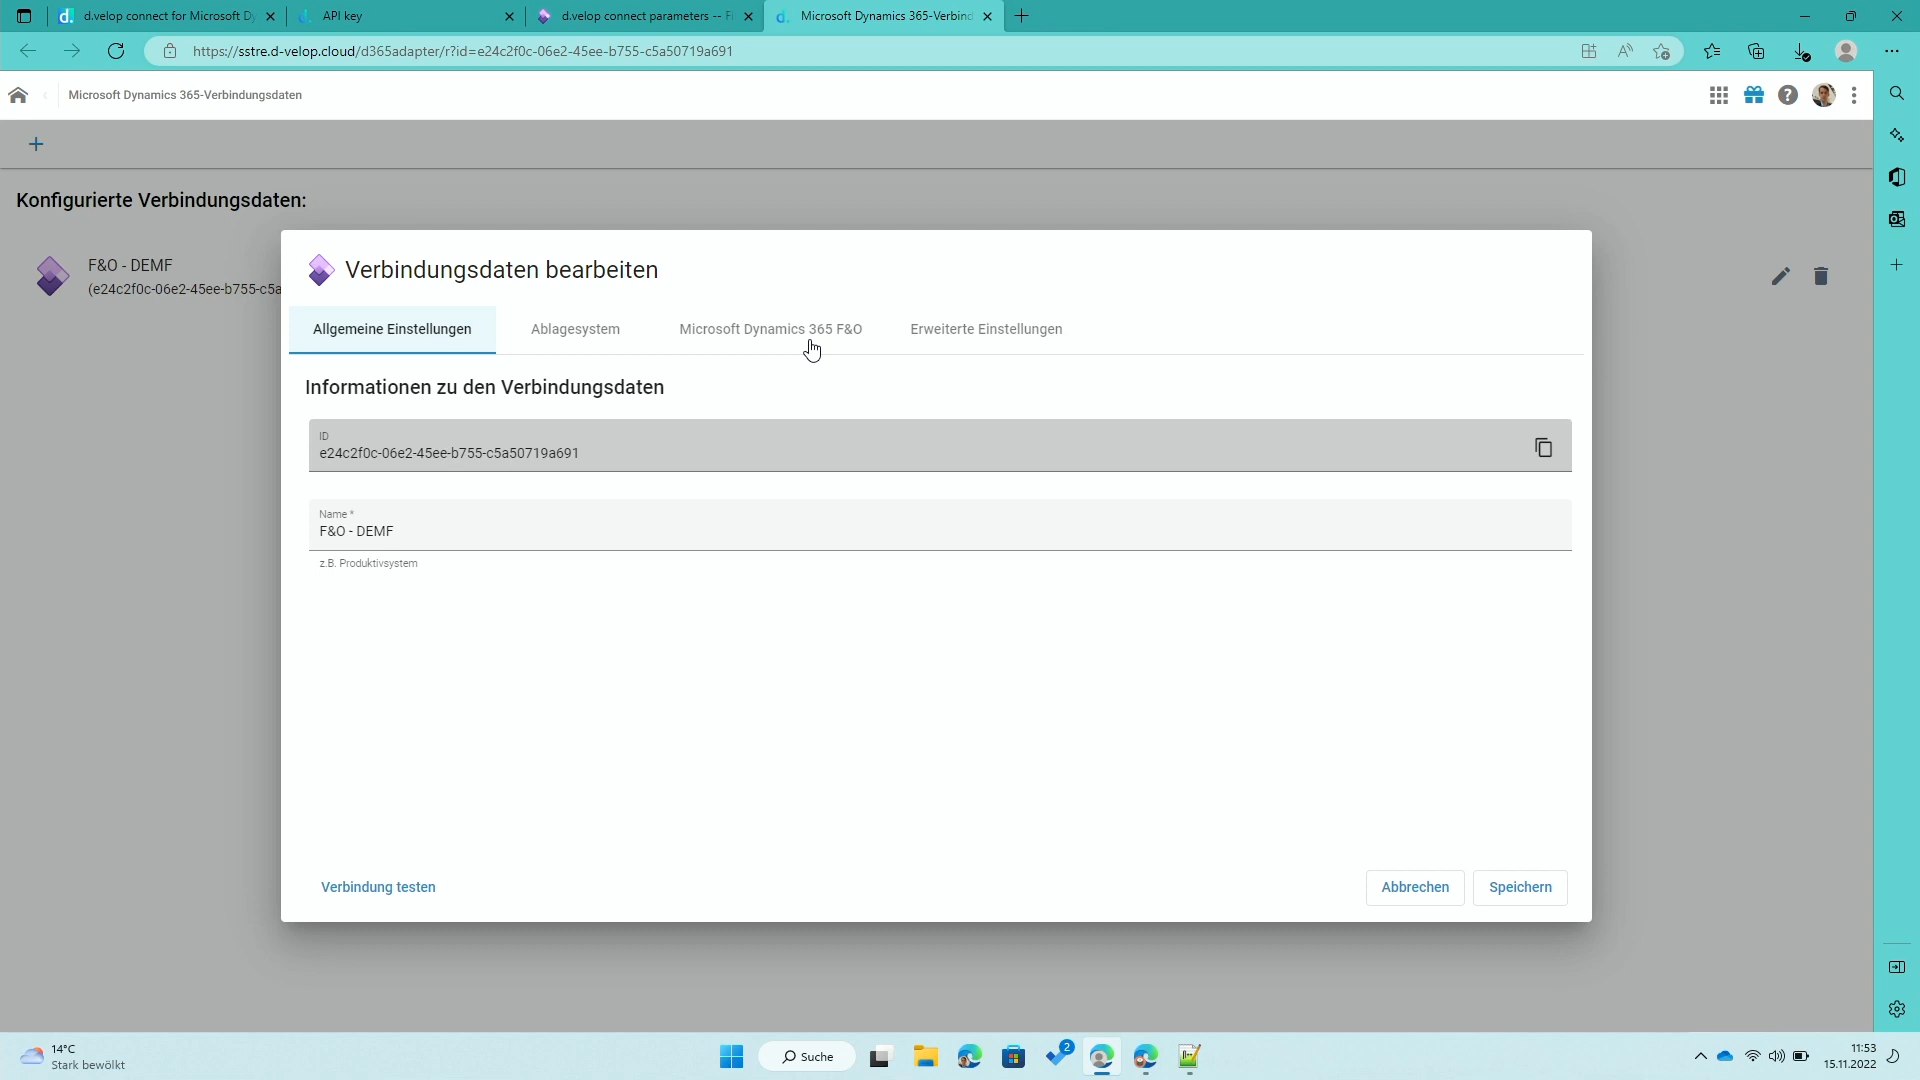 d.velop connect for Microsoft Dy
API key
d.velop connect parameters -- Fi
Microsoft Dynamics 365-Verbind
https://sstre.d-velop.cloud/d365adapter/r?id=e24c2f0c-06e2-45ee-b755-c5a50719a691
Microsoft Dynamics 365-Verbindungsdaten
Konfigurierte Verbindungsdaten:
F&O - DEMF
(e24c2f0c-06e2-45ee-b755-c5a
Verbindungsdaten bearbeiten
Allgemeine Einstellungen
Ablagesystem
Microsoft Dynamics 365 F&O
Erweiterte Einstellungen
Informationen zu den Verbindungsdaten
ID
e24c2f0c-06e2-45ee-b755-c5a50719a691
Name *
F&O - DEMF
z.B. Produktivsystem
Verbindung testen
Abbrechen
Speichern
14°C
Stark bewölkt
Suche
2
11:53
15.11.2022